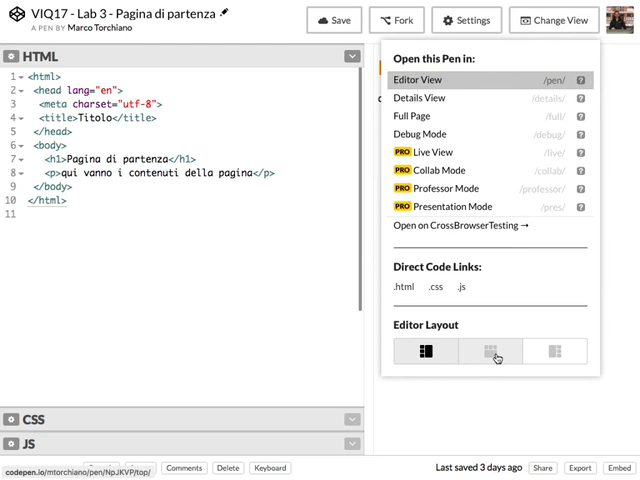 VIQ17 - Lab 3 - Pagina di partenza
A PEN BY Marco Torchiano
Save
Fork
Settings
Change View
HTML
1 <html>
2 <head lang="en">
3 <meta charset="utf-8">
4 <title>Titolo</title>
5 </head>
6 <body>
7 <h1>Pagina di partenza</h1>
8 <p>qui vanno i contenuti della pagina</p>
9 </body>
10 </html>
11
Open this Pen in:
Editor View /pen/ ?
Details View /details/ ?
Full Page /full/ ?
Debug Mode /debug/ ?
PRO Live View /live/ ?
PRO Collab Mode /collab/ ?
PRO Professor Mode /professor/ ?
PRO Presentation Mode /pres/ ?
Open on CrossBrowserTesting →
Direct Code Links:
.html .css .js
Editor Layout
CSS
JS
Comments Delete Keyboard
Last saved 3 days ago Share Export Embed
codepen.io/mtorchiano/pen/NpJKVP/top/